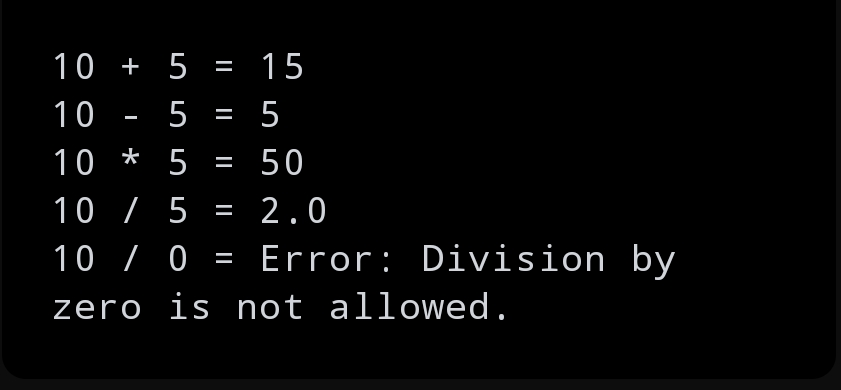 10 + 5 = 15
10 - 5 = 5
10 * 5 = 50
10 / 5 = 2.0
10 / 0 = Error: Division by
zero is not allowed.